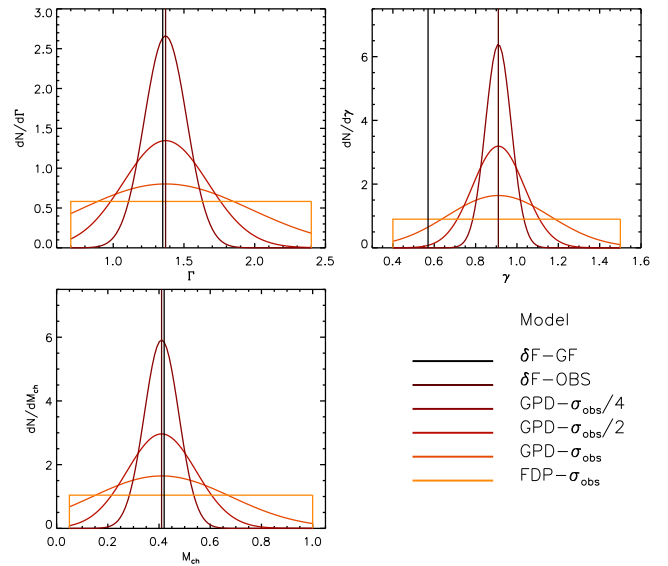 3.0
2.5
2.0
1.5
1.0
0.5
0.0
dN/dΓ
1.0 1.5 2.0 2.5
Γ
6
4
2
0
dN/dγ
0.4 0.6 0.8 1.0 1.2 1.4 1.6
γ
6
4
2
0
dN/dM_ch
0.0 0.2 0.4 0.6 0.8 1.0
M_ch
Model
δF-GF
δF-OBS
GPD-σ_obs/4
GPD-σ_obs/2
GPD-σ_obs
FDP-σ_obs